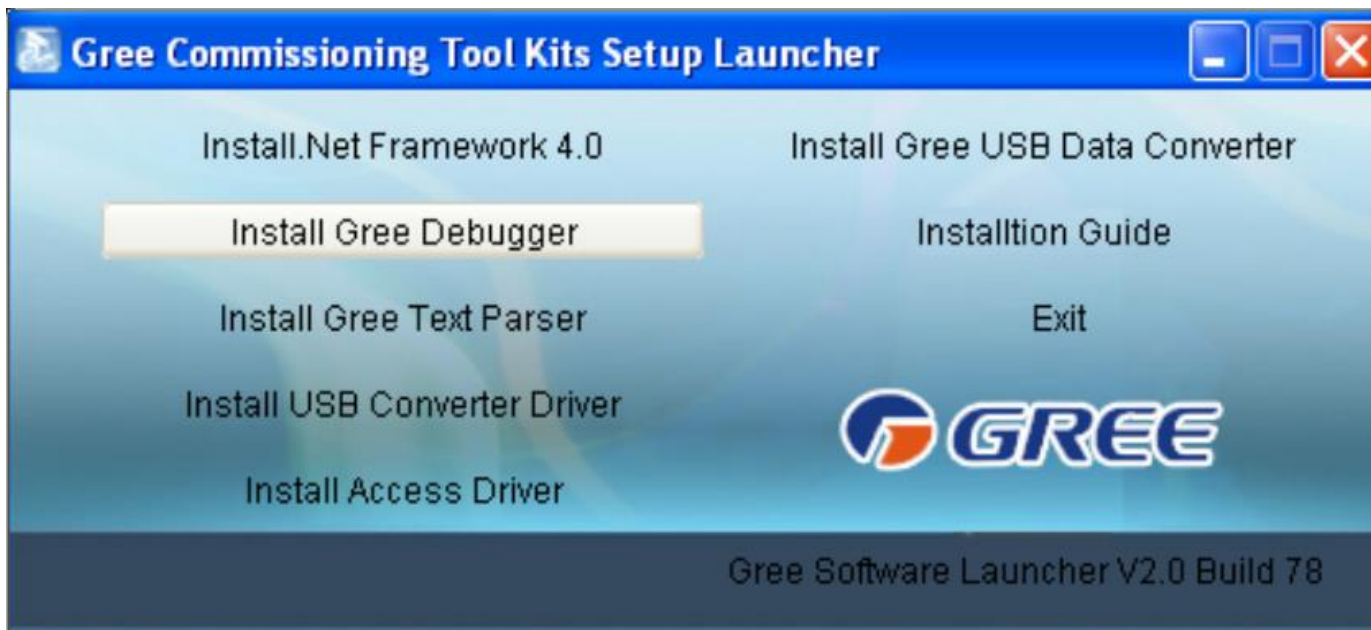 Gree Commissioning Tool Kits Setup Launcher
Install.Net Framework 4.0
Install Gree USB Data Converter
Install Gree Debugger
Installtion Guide
Install Gree Text Parser
Exit
Install USB Converter Driver
GREE
Install Access Driver
Gree Software Launcher V2.0 Build 78